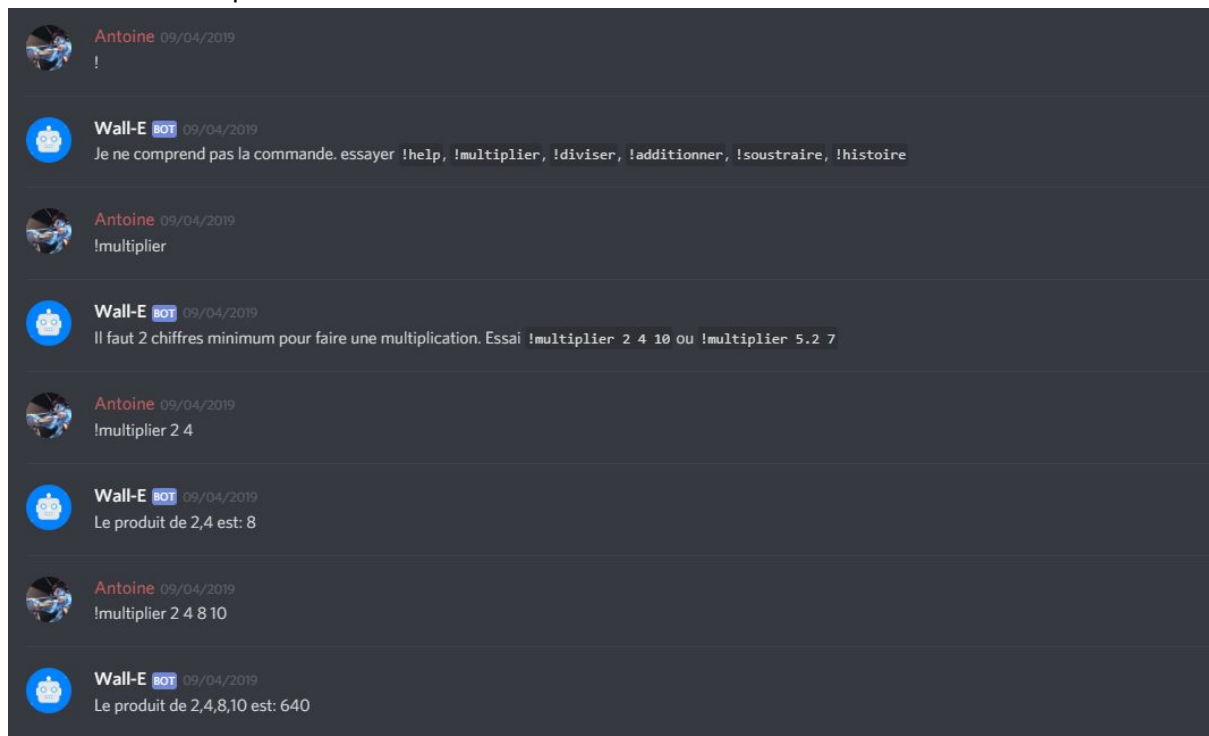 Antoine 09/04/2019
!
Wall-E BOT 09/04/2019
Je ne comprend pas la commande. essayer !help, !multiplier, !diviser, !additionner, !soustraire, !histoire
Antoine 09/04/2019
!multiplier
Wall-E BOT 09/04/2019
Il faut 2 chiffres minimum pour faire une multiplication. Essai !multiplier 2 4 10 ou !multiplier 5.2 7
Antoine 09/04/2019
!multiplier 2 4
Wall-E BOT 09/04/2019
Le produit de 2,4 est: 8
Antoine 09/04/2019
!multiplier 2 4 8 10
Wall-E BOT 09/04/2019
Le produit de 2,4,8,10 est: 640